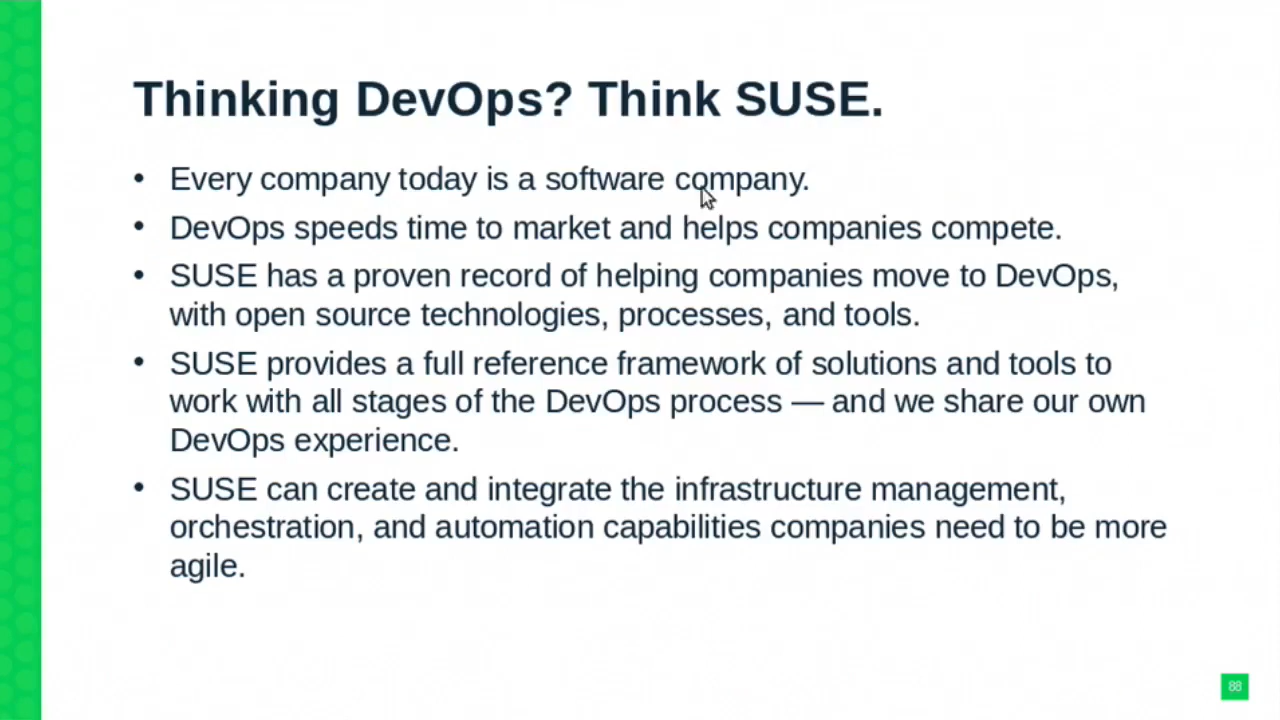 Thinking DevOps? Think SUSE.
• Every company today is a software company.
• DevOps speeds time to market and helps companies compete.
• SUSE has a proven record of helping companies move to DevOps,
with open source technologies, processes, and tools.
• SUSE provides a full reference framework of solutions and tools to
work with all stages of the DevOps process — and we share our own
DevOps experience.
• SUSE can create and integrate the infrastructure management,
orchestration, and automation capabilities companies need to be more
agile.
88